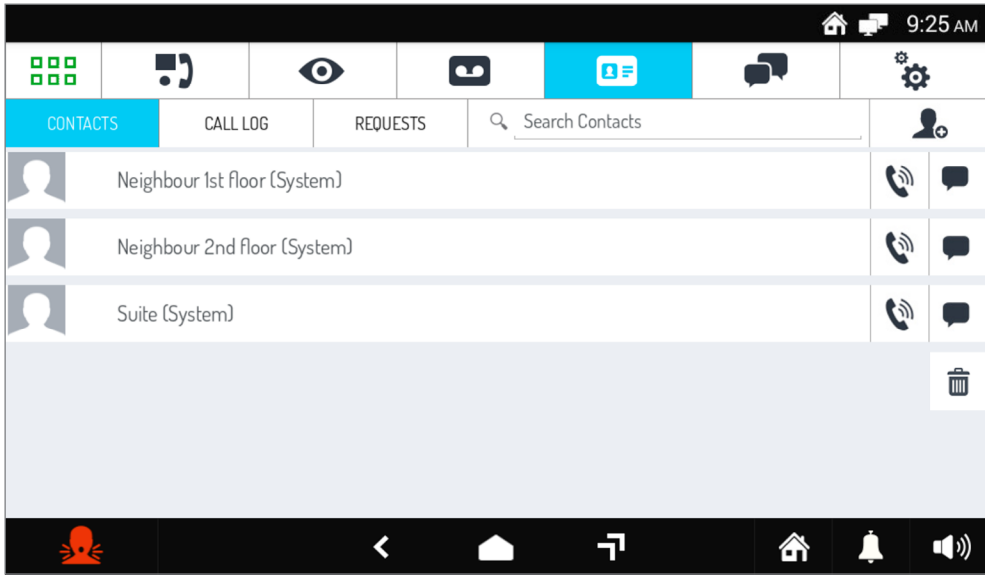 9:25 AM
CONTACTS
CALL LOG
REQUESTS
Search Contacts
Neighbour 1st floor (System)
Neighbour 2nd floor (System)
Suite (System)